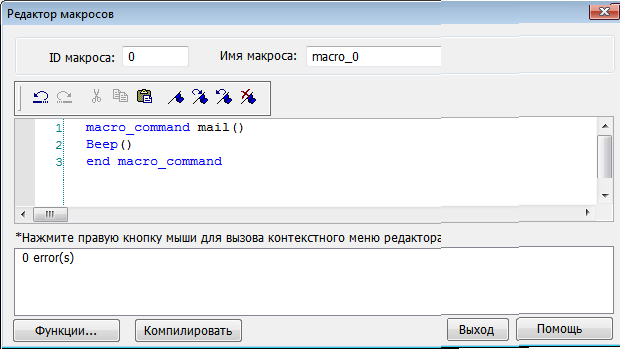 Редактор макросов
ID макроса: 0 Имя макроса: macro_0
1 macro_command mail()
2 Beep()
3 end macro_command
*Нажмите правую кнопку мыши для вызова контекстного меню редактора
0 error(s)
Функции... Компилировать Выход Помощь